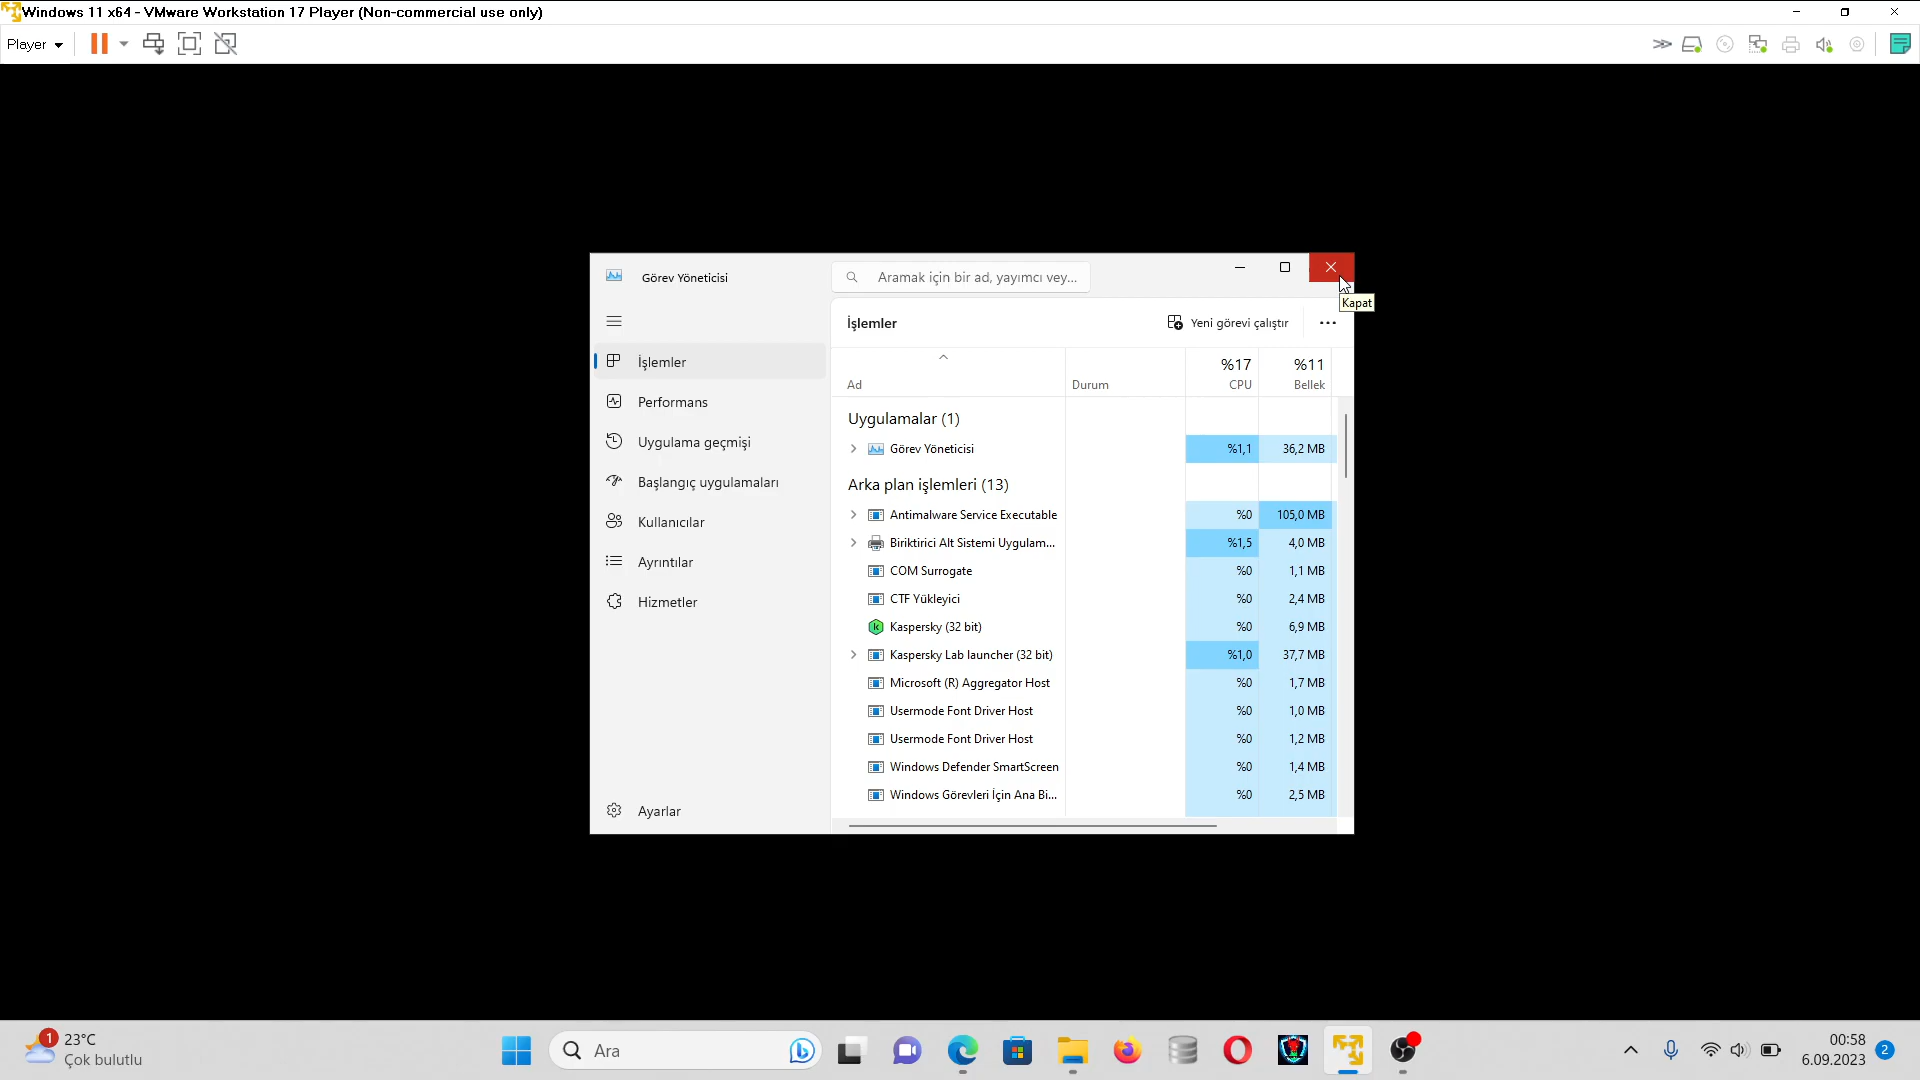 Windows 11 x64 - VMware Workstation 17 Player (Non-commercial use only)
Player
Görev Yöneticisi
Aramak için bir ad, yayımcı vey...
Kapat
İşlemler
Yeni görevi çalıştır
İşlemler
Performans
Uygulama geçmişi
Başlangıç uygulamaları
Kullanıcılar
Ayrıntılar
Hizmetler
Ayarlar
%17 %11
Ad Durum CPU Bellek
Uygulamalar (1)
Görev Yöneticisi %1,1 36,2 MB
Arka plan işlemleri (13)
Antimalware Service Executable %0 105,0 MB
Biriktirici Alt Sistemi Uygulam... %1,5 4,0 MB
COM Surrogate %0 1,1 MB
CTF Yükleyici %0 2,4 MB
Kaspersky (32 bit) %0 6,9 MB
Kaspersky Lab launcher (32 bit) %1,0 37,7 MB
Microsoft (R) Aggregator Host %0 1,7 MB
Usermode Font Driver Host %0 1,0 MB
Usermode Font Driver Host %0 1,2 MB
Windows Defender SmartScreen %0 1,4 MB
Windows Görevleri İçin Ana Bi... %0 2,5 MB
1
23°C
Çok bulutlu
Ara
00:58
6.09.2023
2